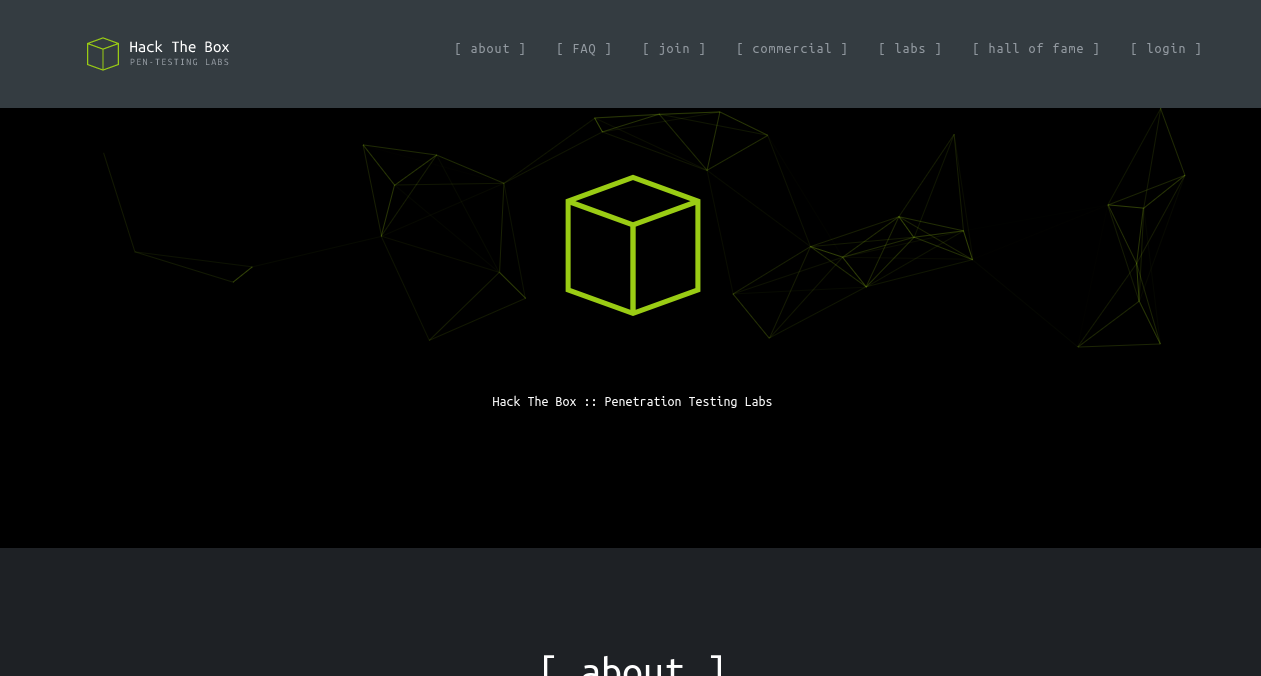 Hack The Box
PEN-TESTING LABS
[ about ] [ FAQ ] [ join ] [ commercial ] [ labs ] [ hall of fame ] [ login ]
Hack The Box :: Penetration Testing Labs
[ about ]